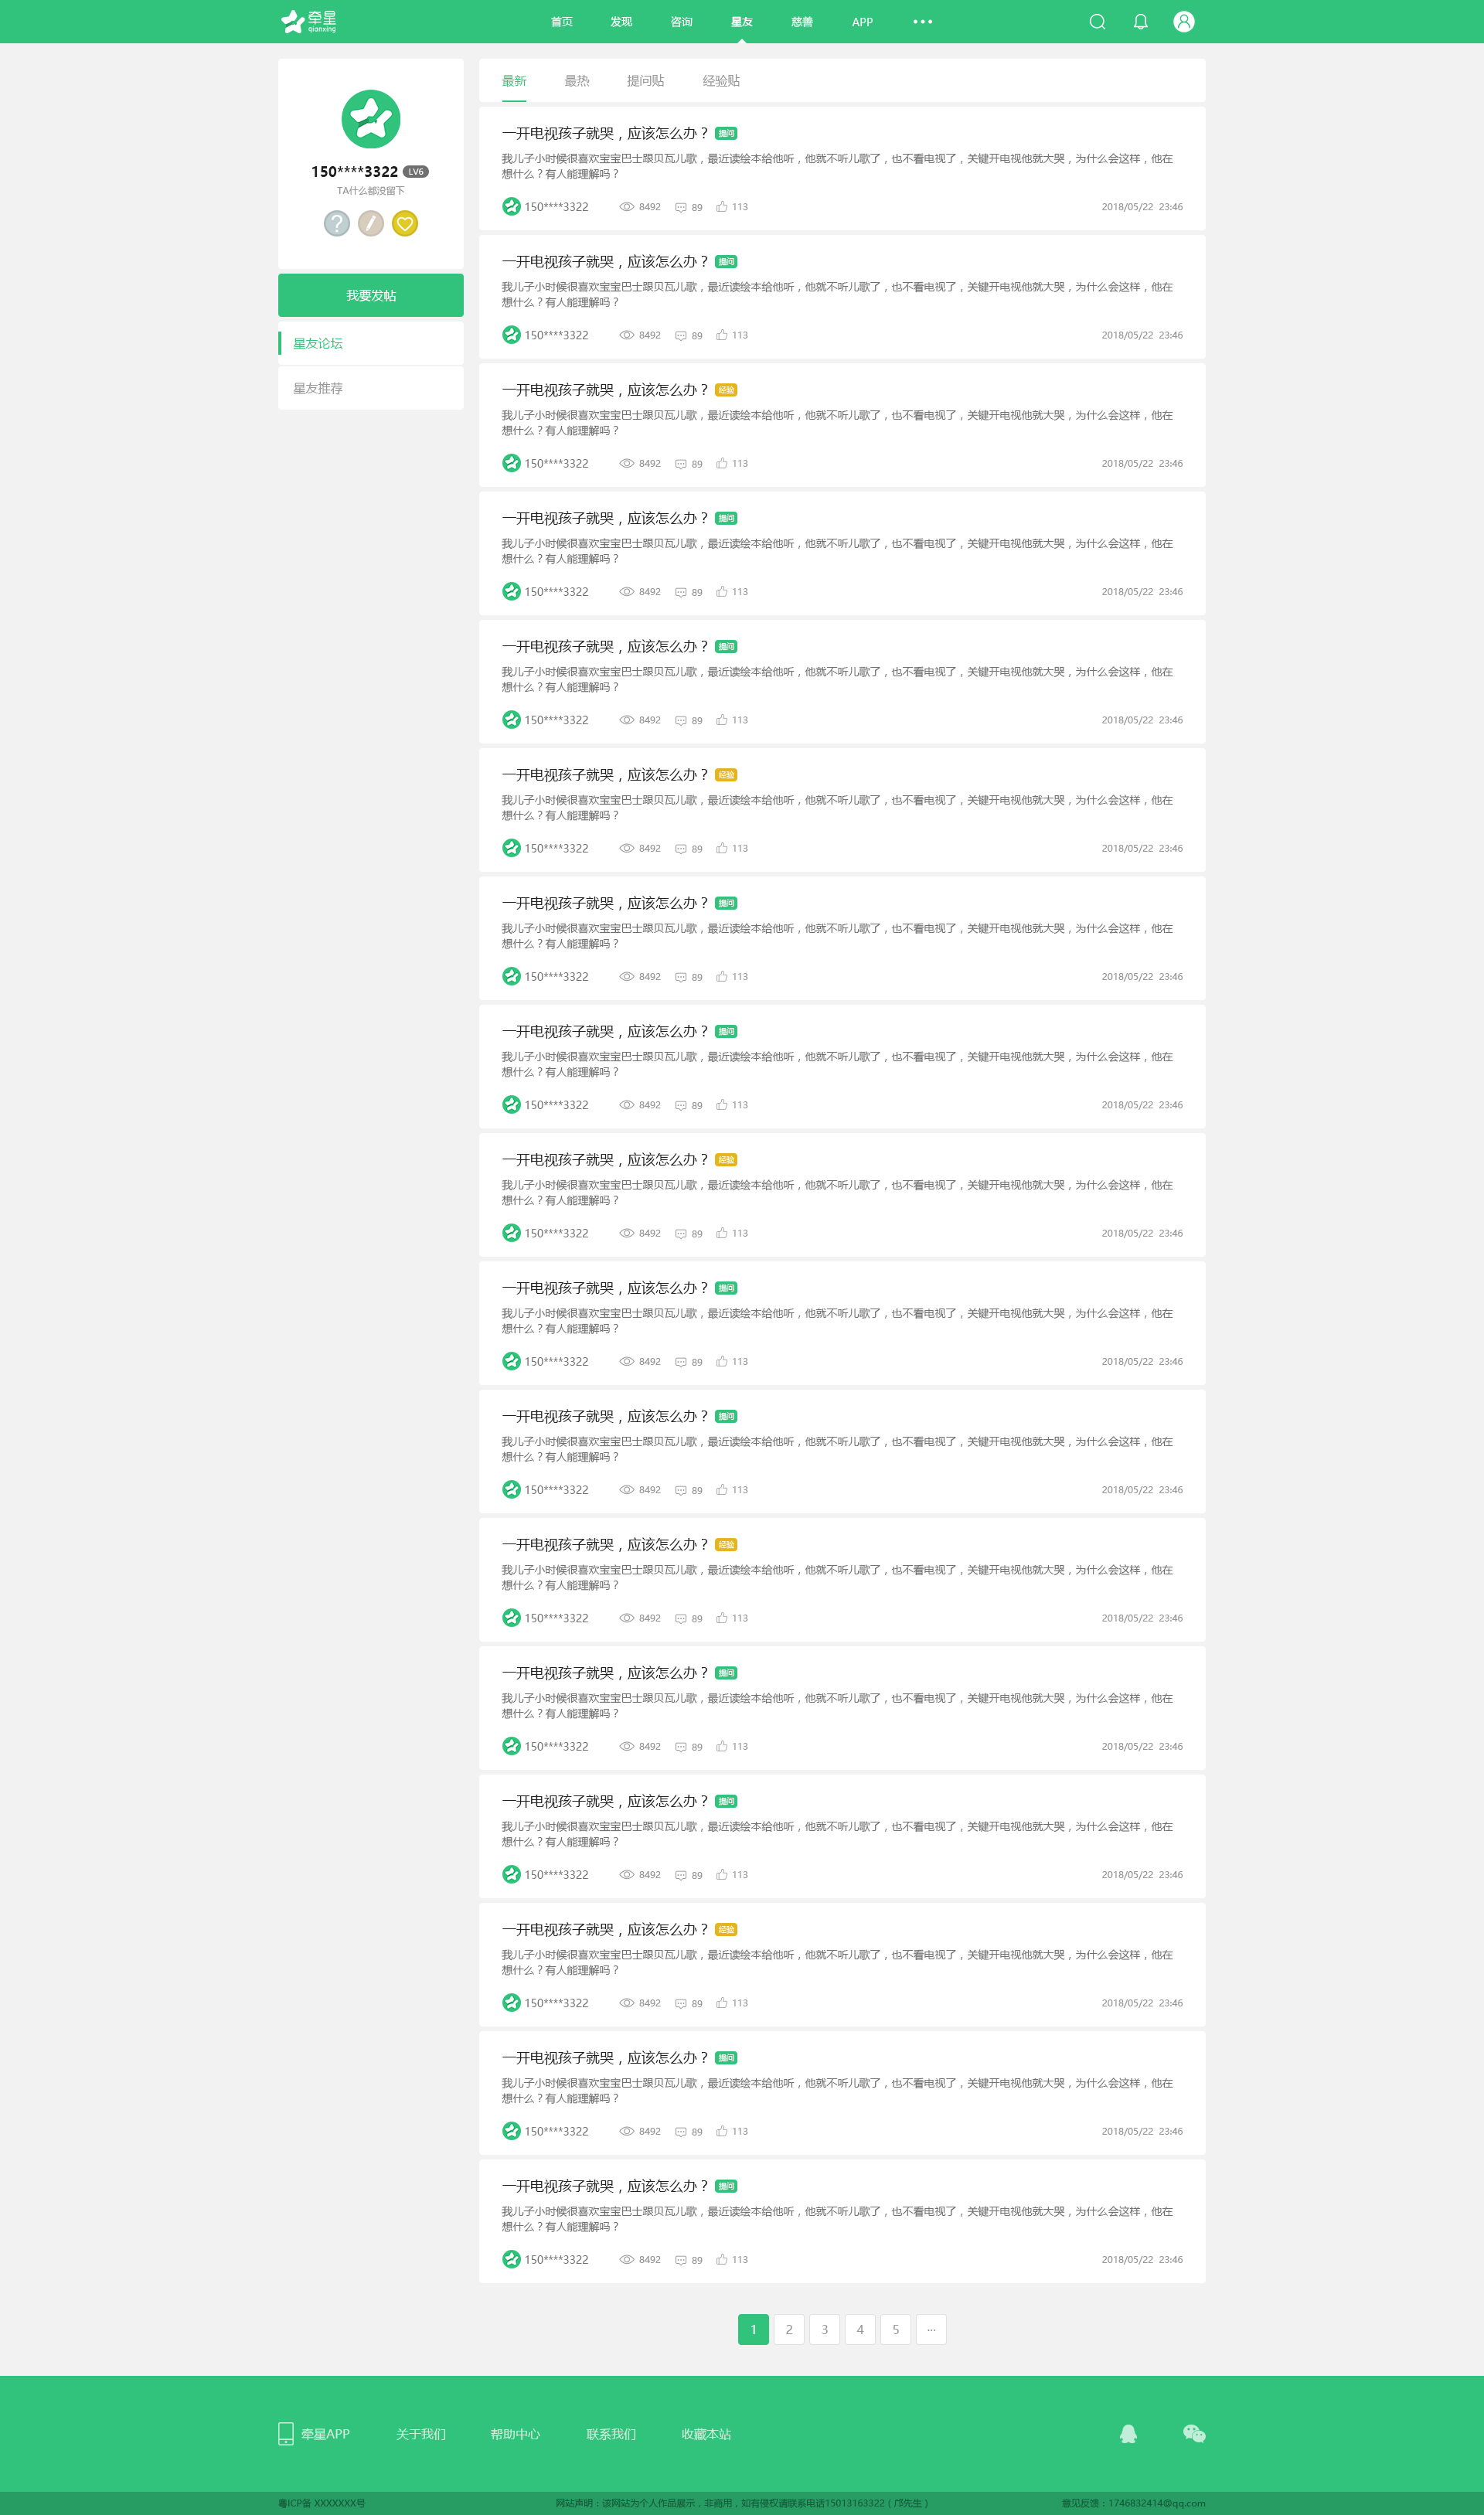 牵星
qianxing
首页 发现 咨询 星友 慈善 APP
150****3322 LV6
TA什么都没留下
我要发帖
星友论坛
星友推荐
最新 最热 提问贴 经验贴
一开电视孩子就哭，应该怎么办？ 提问
我儿子小时候很喜欢宝宝巴士跟贝瓦儿歌，最近读绘本给他听，他就不听儿歌了，也不看电视了，关键开电视他就大哭，为什么会这样，他在
想什么？有人能理解吗？
150****3322 8492 89 113 2018/05/22 23:46
一开电视孩子就哭，应该怎么办？ 提问
我儿子小时候很喜欢宝宝巴士跟贝瓦儿歌，最近读绘本给他听，他就不听儿歌了，也不看电视了，关键开电视他就大哭，为什么会这样，他在
想什么？有人能理解吗？
150****3322 8492 89 113 2018/05/22 23:46
一开电视孩子就哭，应该怎么办？ 经验
我儿子小时候很喜欢宝宝巴士跟贝瓦儿歌，最近读绘本给他听，他就不听儿歌了，也不看电视了，关键开电视他就大哭，为什么会这样，他在
想什么？有人能理解吗？
150****3322 8492 89 113 2018/05/22 23:46
一开电视孩子就哭，应该怎么办？ 提问
我儿子小时候很喜欢宝宝巴士跟贝瓦儿歌，最近读绘本给他听，他就不听儿歌了，也不看电视了，关键开电视他就大哭，为什么会这样，他在
想什么？有人能理解吗？
150****3322 8492 89 113 2018/05/22 23:46
一开电视孩子就哭，应该怎么办？ 提问
我儿子小时候很喜欢宝宝巴士跟贝瓦儿歌，最近读绘本给他听，他就不听儿歌了，也不看电视了，关键开电视他就大哭，为什么会这样，他在
想什么？有人能理解吗？
150****3322 8492 89 113 2018/05/22 23:46
一开电视孩子就哭，应该怎么办？ 经验
我儿子小时候很喜欢宝宝巴士跟贝瓦儿歌，最近读绘本给他听，他就不听儿歌了，也不看电视了，关键开电视他就大哭，为什么会这样，他在
想什么？有人能理解吗？
150****3322 8492 89 113 2018/05/22 23:46
一开电视孩子就哭，应该怎么办？ 提问
我儿子小时候很喜欢宝宝巴士跟贝瓦儿歌，最近读绘本给他听，他就不听儿歌了，也不看电视了，关键开电视他就大哭，为什么会这样，他在
想什么？有人能理解吗？
150****3322 8492 89 113 2018/05/22 23:46
一开电视孩子就哭，应该怎么办？ 提问
我儿子小时候很喜欢宝宝巴士跟贝瓦儿歌，最近读绘本给他听，他就不听儿歌了，也不看电视了，关键开电视他就大哭，为什么会这样，他在
想什么？有人能理解吗？
150****3322 8492 89 113 2018/05/22 23:46
一开电视孩子就哭，应该怎么办？ 经验
我儿子小时候很喜欢宝宝巴士跟贝瓦儿歌，最近读绘本给他听，他就不听儿歌了，也不看电视了，关键开电视他就大哭，为什么会这样，他在
想什么？有人能理解吗？
150****3322 8492 89 113 2018/05/22 23:46
一开电视孩子就哭，应该怎么办？ 提问
我儿子小时候很喜欢宝宝巴士跟贝瓦儿歌，最近读绘本给他听，他就不听儿歌了，也不看电视了，关键开电视他就大哭，为什么会这样，他在
想什么？有人能理解吗？
150****3322 8492 89 113 2018/05/22 23:46
一开电视孩子就哭，应该怎么办？ 提问
我儿子小时候很喜欢宝宝巴士跟贝瓦儿歌，最近读绘本给他听，他就不听儿歌了，也不看电视了，关键开电视他就大哭，为什么会这样，他在
想什么？有人能理解吗？
150****3322 8492 89 113 2018/05/22 23:46
一开电视孩子就哭，应该怎么办？ 经验
我儿子小时候很喜欢宝宝巴士跟贝瓦儿歌，最近读绘本给他听，他就不听儿歌了，也不看电视了，关键开电视他就大哭，为什么会这样，他在
想什么？有人能理解吗？
150****3322 8492 89 113 2018/05/22 23:46
一开电视孩子就哭，应该怎么办？ 提问
我儿子小时候很喜欢宝宝巴士跟贝瓦儿歌，最近读绘本给他听，他就不听儿歌了，也不看电视了，关键开电视他就大哭，为什么会这样，他在
想什么？有人能理解吗？
150****3322 8492 89 113 2018/05/22 23:46
一开电视孩子就哭，应该怎么办？ 提问
我儿子小时候很喜欢宝宝巴士跟贝瓦儿歌，最近读绘本给他听，他就不听儿歌了，也不看电视了，关键开电视他就大哭，为什么会这样，他在
想什么？有人能理解吗？
150****3322 8492 89 113 2018/05/22 23:46
一开电视孩子就哭，应该怎么办？ 经验
我儿子小时候很喜欢宝宝巴士跟贝瓦儿歌，最近读绘本给他听，他就不听儿歌了，也不看电视了，关键开电视他就大哭，为什么会这样，他在
想什么？有人能理解吗？
150****3322 8492 89 113 2018/05/22 23:46
一开电视孩子就哭，应该怎么办？ 提问
我儿子小时候很喜欢宝宝巴士跟贝瓦儿歌，最近读绘本给他听，他就不听儿歌了，也不看电视了，关键开电视他就大哭，为什么会这样，他在
想什么？有人能理解吗？
150****3322 8492 89 113 2018/05/22 23:46
一开电视孩子就哭，应该怎么办？ 提问
我儿子小时候很喜欢宝宝巴士跟贝瓦儿歌，最近读绘本给他听，他就不听儿歌了，也不看电视了，关键开电视他就大哭，为什么会这样，他在
想什么？有人能理解吗？
150****3322 8492 89 113 2018/05/22 23:46
1 2 3 4 5 ...
牵星APP 关于我们 帮助中心 联系我们 收藏本站
粤ICP备 XXXXXXX号 网站声明：该网站为个人作品展示，非商用，如有侵权请联系电话15013163322（邝先生） 意见反馈：1746832414@qq.com